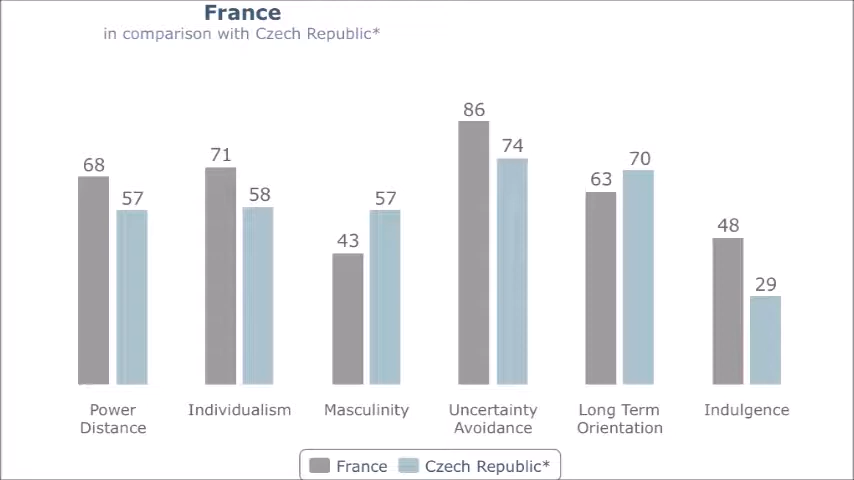 France
in comparison with Czech Republic*
68
57
71
58
43
57
86
74
63
70
48
29
Power
Distance
Individualism
Masculinity
Uncertainty
Avoidance
Long Term
Orientation
Indulgence
France
Czech Republic*